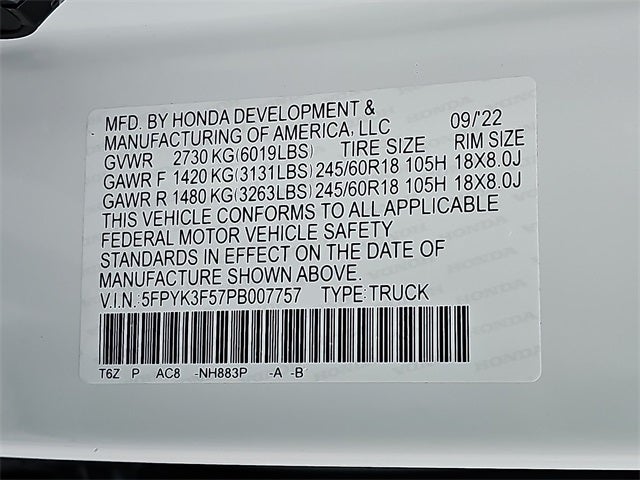 MFD. BY HONDA DEVELOPMENT &
MANUFACTURING OF AMERICA, LLC 09/'22
GVWR 2730 KG(6019LBS) TIRE SIZE RIM SIZE
GAWR F 1420 KG(3131LBS) 245/60R18 105H 18X8.0J
GAWR R 1480 KG(3263LBS) 245/60R18 105H 18X8.0J
THIS VEHICLE CONFORMS TO ALL APPLICABLE
FEDERAL MOTOR VEHICLE SAFETY
STANDARDS IN EFFECT ON THE DATE OF
MANUFACTURE SHOWN ABOVE.
V.I.N.: 5FPYK3F57PB007757 TYPE: TRUCK
T6Z P AC8 -NH883P -A -B